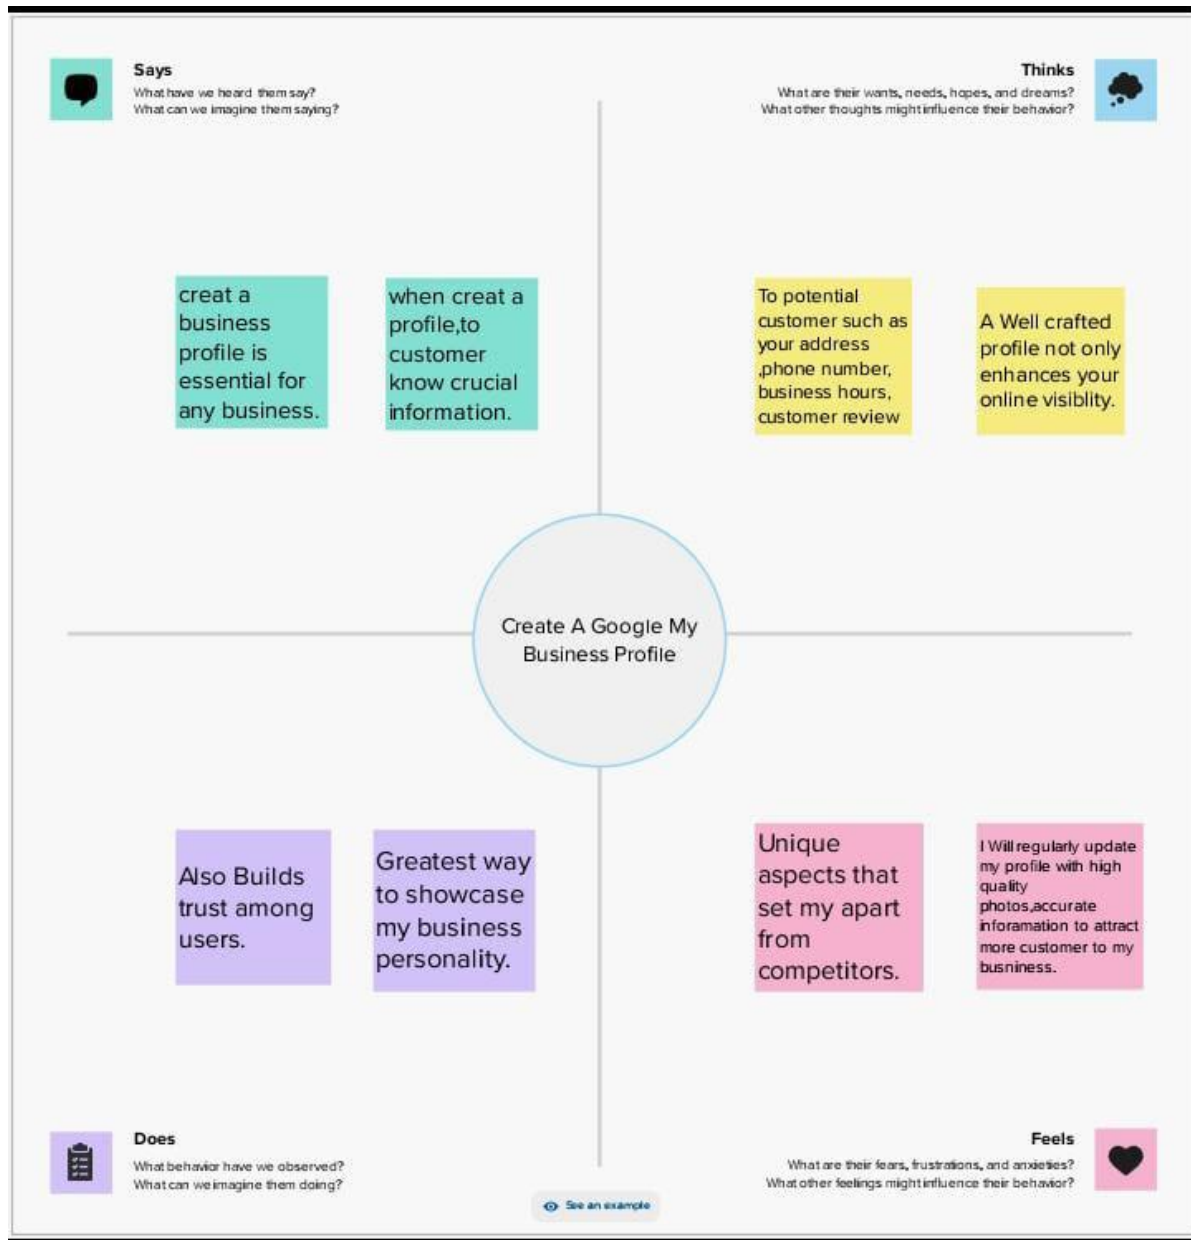 Says
What have we heard them say?
What can we imagine them saying?
Thinks
What are their wants, needs, hopes, and dreams?
What other thoughts might influence their behavior?
creat a
business
profile is
essential for
any business.
when creat a
profile,to
customer
know crucial
information.
To potential
customer such as
your address
,phone number,
business hours,
customer review
A Well crafted
profile not only
enhances your
online visiblity.
Create A Google My
Business Profile
Also Builds
trust among
users.
Greatest way
to showcase
my business
personality.
Unique
aspects that
set my apart
from
competitors.
I Will regularly update
my profile with high
quality
photos,accurate
inforamation to attract
more customer to my
busniness.
Does
What behavior have we observed?
What can we imagine them doing?
Feels
What are their fears, frustrations, and anxieties?
What other feelings might influence their behavior?
See an example